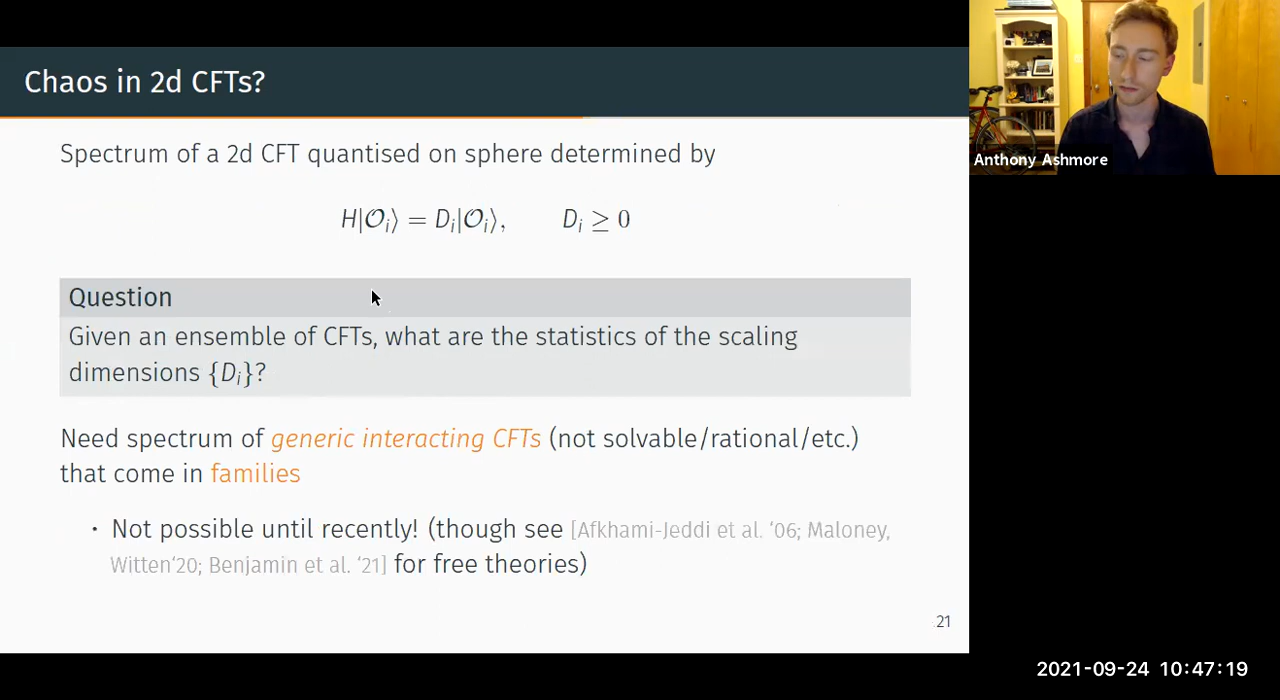 Chaos in 2d CFTs?
Spectrum of a 2d CFT quantised on sphere determined by
H|𝒪ᵢ⟩ = Dᵢ|𝒪ᵢ⟩,   Dᵢ ≥ 0
Question
Given an ensemble of CFTs, what are the statistics of the scaling
dimensions {Dᵢ}?
Need spectrum of generic interacting CFTs (not solvable/rational/etc.)
that come in families
• Not possible until recently! (though see [Afkhami-Jeddi et al. ‘06; Maloney,
Witten‘20; Benjamin et al. ‘21] for free theories)
21
Anthony Ashmore
2021-09-24 10:47:19